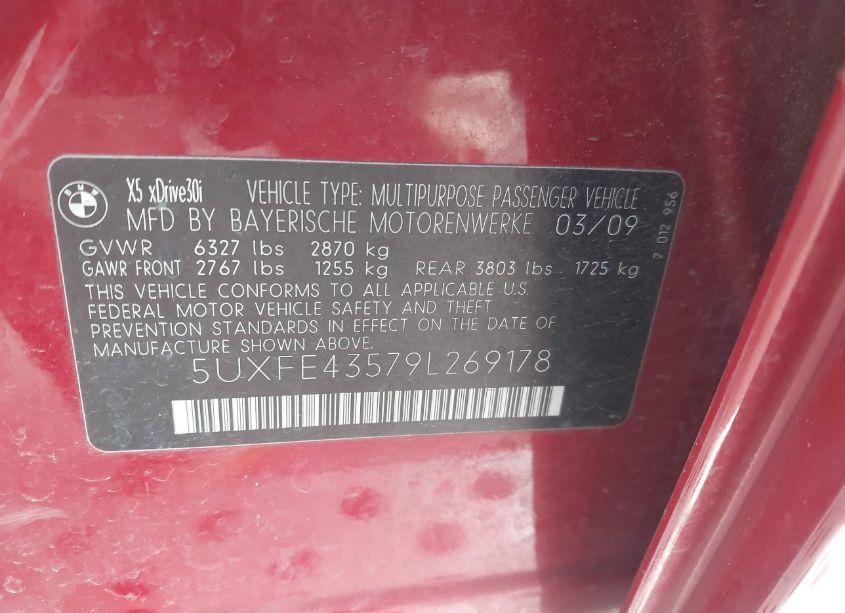 BMW
X5 xDrive30i VEHICLE TYPE: MULTIPURPOSE PASSENGER VEHICLE
MFD BY BAYERISCHE MOTORENWERKE 03/09
GVWR 6327 lbs 2870 kg
GAWR FRONT 2767 lbs 1255 kg REAR 3803 lbs 1725 kg
THIS VEHICLE CONFORMS TO ALL APPLICABLE U.S.
FEDERAL MOTOR VEHICLE SAFETY AND THEFT
PREVENTION STANDARDS IN EFFECT ON THE DATE OF
MANUFACTURE SHOWN ABOVE.
5UXFE43579L269178
7 012 956